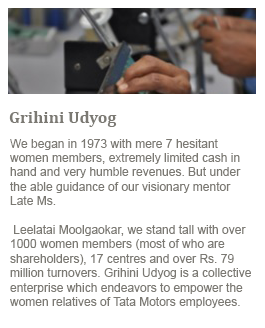 Grihini Udyog
We began in 1973 with mere 7 hesitant
women members, extremely limited cash in
hand and very humble revenues. But under
the able guidance of our visionary mentor
Late Ms.
Leelatai Moolgaokar, we stand tall with over
1000 women members (most of who are
shareholders), 17 centres and over Rs. 79
million turnovers. Grihini Udyog is a collective
enterprise which endeavors to empower the
women relatives of Tata Motors employees.